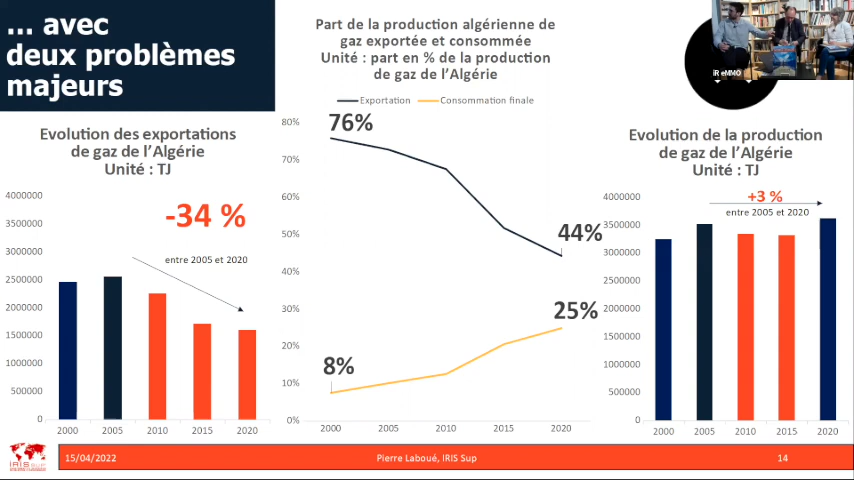 ... avec
deux problèmes
majeurs
Evolution des exportations
de gaz de l'Algérie
Unité : TJ
4000000
3500000
3000000
2500000
2000000
1500000
1000000
500000
0
-34 %
entre 2005 et 2020
2000 2005 2010 2015 2020
Part de la production algérienne de
gaz exportée et consommée
Unité : part en % de la production
de gaz de l'Algérie
Exportation Consommation finale
80%
70%
60%
50%
40%
30%
20%
10%
0%
76%
44%
25%
8%
2000 2005 2010 2015 2020
iR eMMO
Evolution de la production
de gaz de l'Algérie
Unité : TJ
4000000
3500000
3000000
2500000
2000000
1500000
1000000
500000
0
+3 %
entre 2005 et 2020
2000 2005 2010 2015 2020
IRIS Sup
15/04/2022 Pierre Laboué, IRIS Sup 14